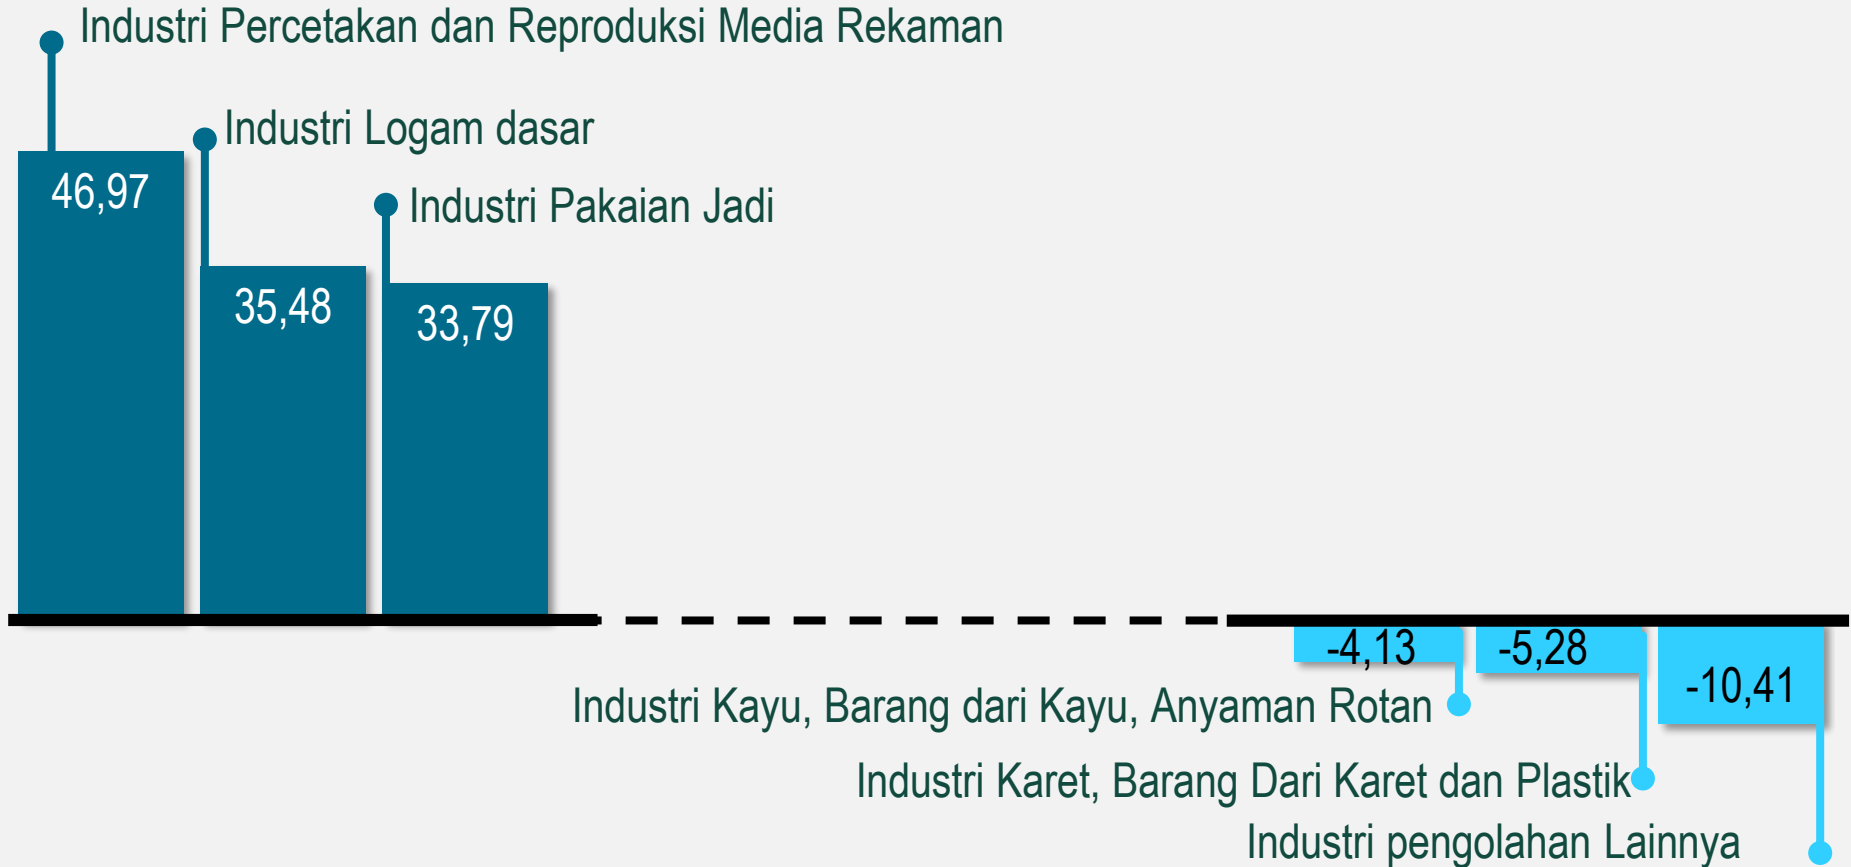 Industri Percetakan dan Reproduksi Media Rekaman
Industri Logam dasar
46,97
Industri Pakaian Jadi
35,48
33,79
-4,13
-5,28
-10,41
Industri Kayu, Barang dari Kayu, Anyaman Rotan
Industri Karet, Barang Dari Karet dan Plastik
Industri pengolahan Lainnya